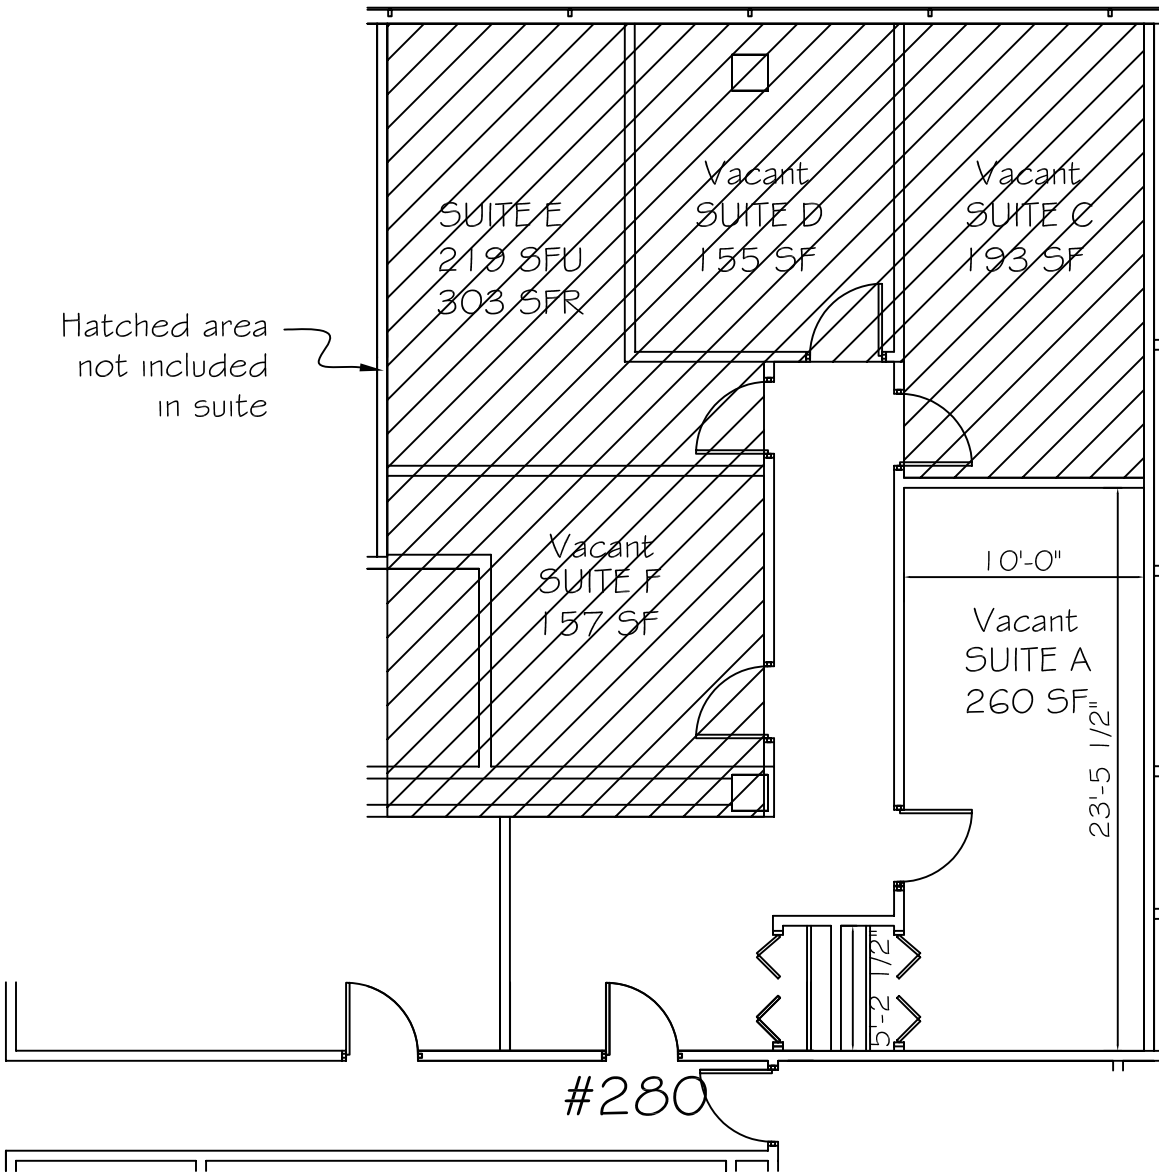 Vacant
SUITE D
155 SF
Vacant
SUITE C
193 SF
SUITE E
219 SFU
303 SFR
Hatched area
not included
in suite
Vacant
SUITE F
157 SF
10'-0"
Vacant
SUITE A
260 SF
23'-5 1/2"
5'-2 1/2"
#280